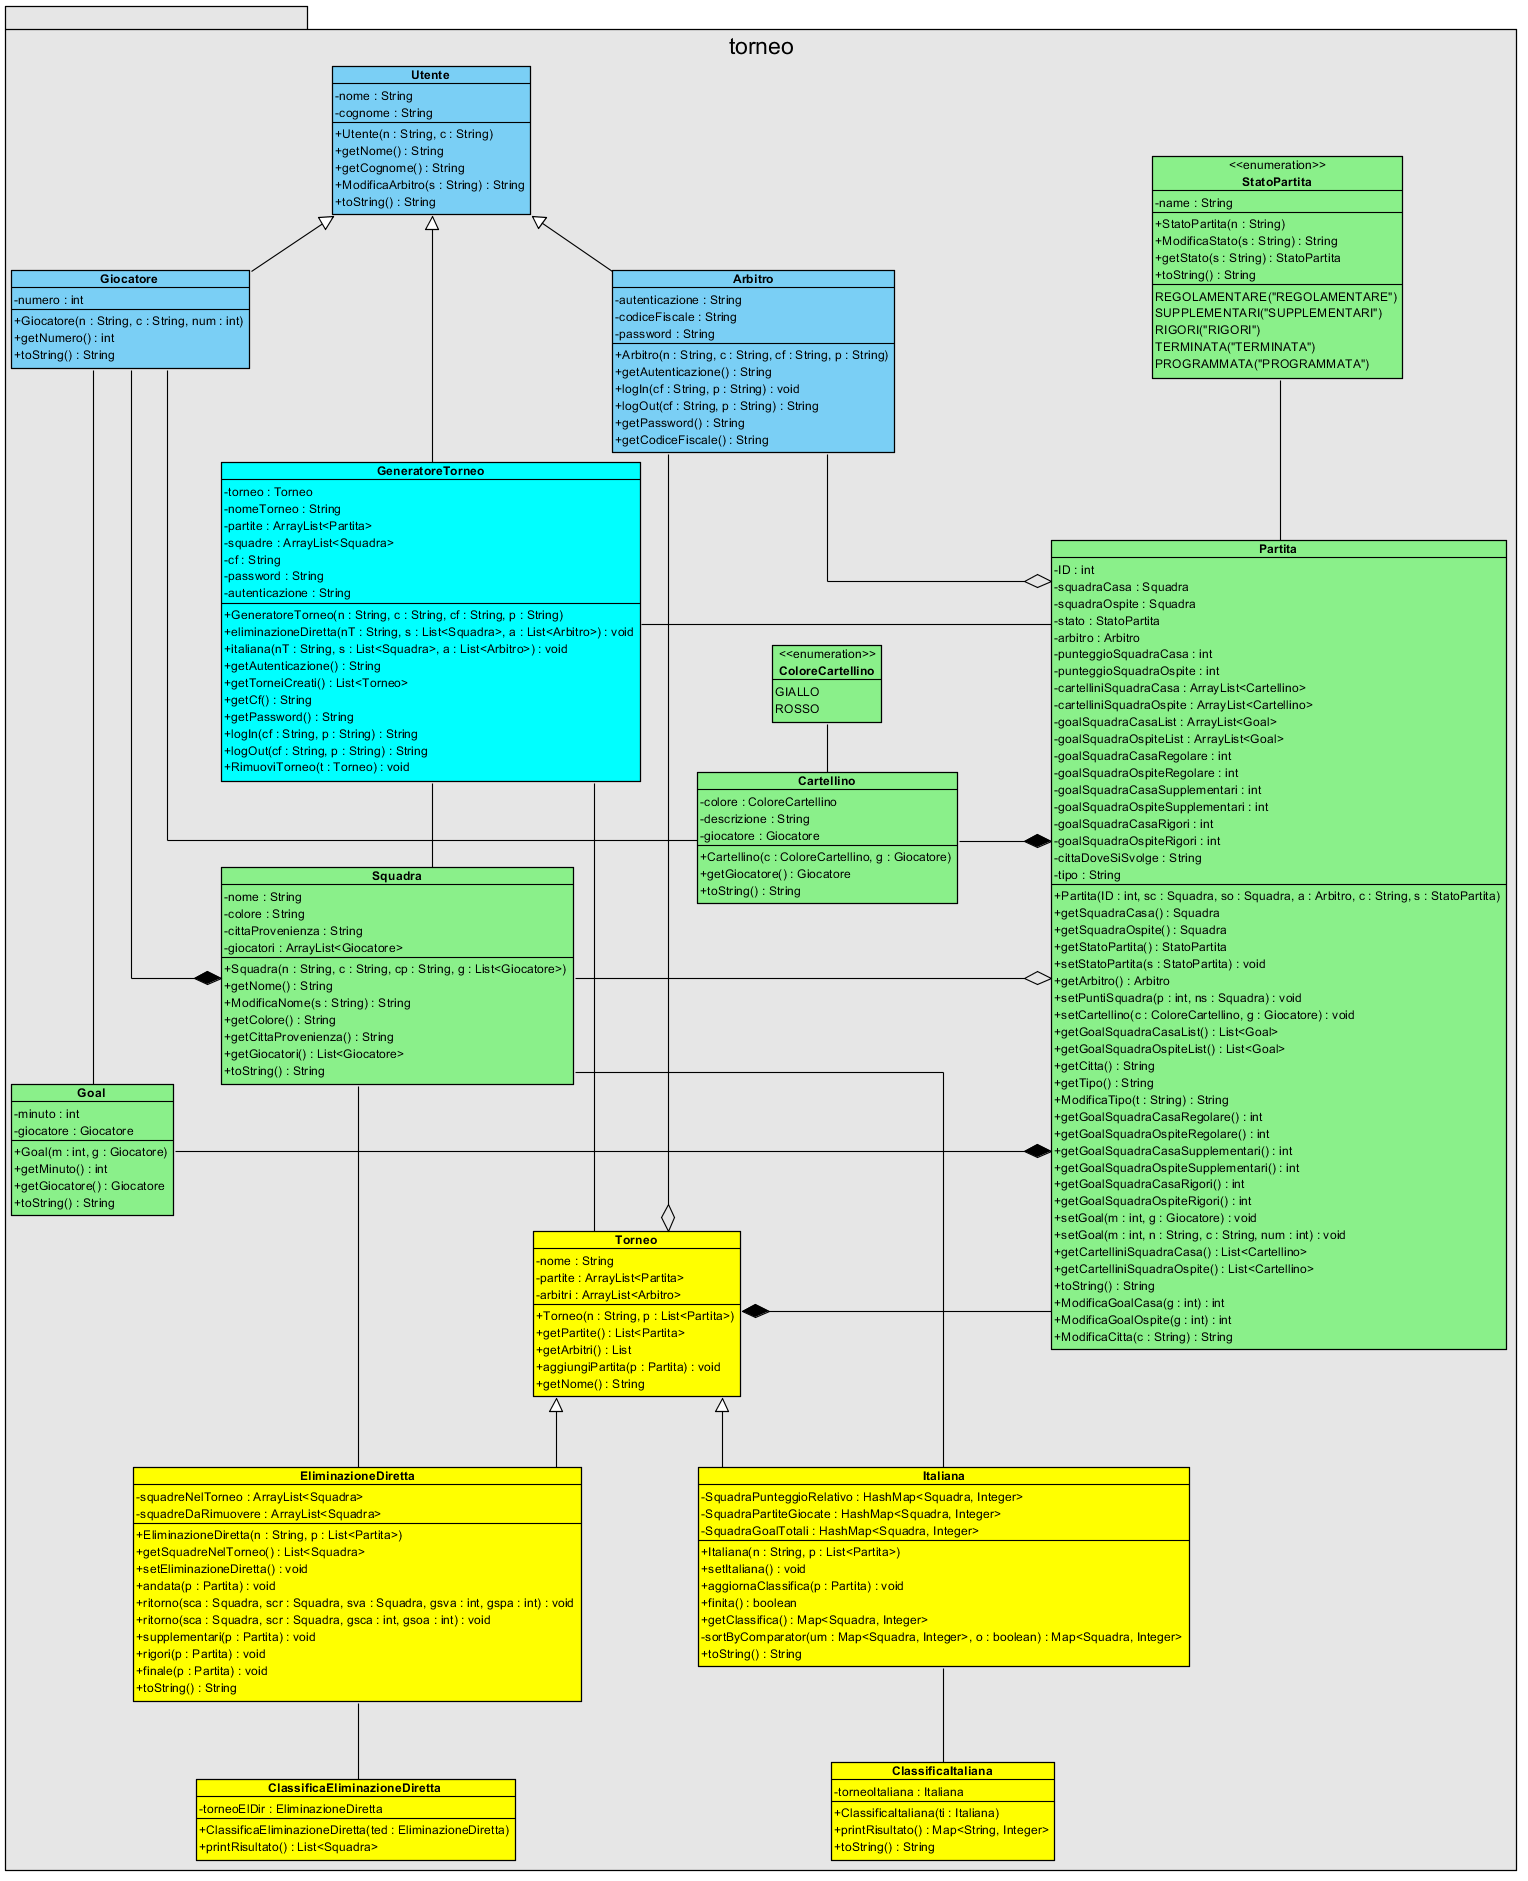 torneo
Utente
-nome : String
-cognome : String
+Utente(n : String, c : String)
+getNome() : String
+getCognome() : String
+ModificaArbitro(s : String) : String
+toString() : String
<<enumeration>>
StatoPartita
-name : String
+StatoPartita(n : String)
+ModificaStato(s : String) : String
+getStato(s : String) : StatoPartita
+toString() : String
REGOLAMENTARE("REGOLAMENTARE")
SUPPLEMENTARI("SUPPLEMENTARI")
RIGORI("RIGORI")
TERMINATA("TERMINATA")
PROGRAMMATA("PROGRAMMATA")
Giocatore
-numero : int
+Giocatore(n : String, c : String, num : int)
+getNumero() : int
+toString() : String
Arbitro
-autenticazione : String
-codiceFiscale : String
-password : String
+Arbitro(n : String, c : String, cf : String, p : String)
+getAutenticazione() : String
+logIn(cf : String, p : String) : void
+logOut(cf : String, p : String) : String
+getPassword() : String
+getCodiceFiscale() : String
GeneratoreTorneo
-torneo : Torneo
-nomeTorneo : String
-partite : ArrayList<Partita>
-squadre : ArrayList<Squadra>
-cf : String
-password : String
-autenticazione : String
+GeneratoreTorneo(n : String, c : String, cf : String, p : String)
+eliminazioneDiretta(nT : String, s : List<Squadra>, a : List<Arbitro>) : void
+italiana(nT : String, s : List<Squadra>, a : List<Arbitro>) : void
+getAutenticazione() : String
+getTorneiCreati() : List<Torneo>
+getCf() : String
+getPassword() : String
+logIn(cf : String, p : String) : String
+logOut(cf : String, p : String) : String
+RimuoviTorneo(t : Torneo) : void
Partita
-ID : int
-squadraCasa : Squadra
-squadraOspite : Squadra
-stato : StatoPartita
-arbitro : Arbitro
-punteggioSquadraCasa : int
-punteggioSquadraOspite : int
-cartelliniSquadraCasa : ArrayList<Cartellino>
-cartelliniSquadraOspite : ArrayList<Cartellino>
-goalSquadraCasaList : ArrayList<Goal>
-goalSquadraOspiteList : ArrayList<Goal>
-goalSquadraCasaRegolare : int
-goalSquadraOspiteRegolare : int
-goalSquadraCasaSupplementari : int
-goalSquadraOspiteSupplementari : int
-goalSquadraCasaRigori : int
-goalSquadraOspiteRigori : int
-cittaDoveSiSvolge : String
-tipo : String
+Partita(ID : int, sc : Squadra, so : Squadra, a : Arbitro, c : String, s : StatoPartita)
+getSquadraCasa() : Squadra
+getSquadraOspite() : Squadra
+getStatoPartita() : StatoPartita
+setStatoPartita(s : StatoPartita) : void
+getArbitro() : Arbitro
+setPuntiSquadra(p : int, ns : Squadra) : void
+setCartellino(c : ColoreCartellino, g : Giocatore) : void
+getGoalSquadraCasaList() : List<Goal>
+getGoalSquadraOspiteList() : List<Goal>
+getCitta() : String
+getTipo() : String
+ModificaTipo(t : String) : String
+getGoalSquadraCasaRegolare() : int
+getGoalSquadraOspiteRegolare() : int
+getGoalSquadraCasaSupplementari() : int
+getGoalSquadraOspiteSupplementari() : int
+getGoalSquadraCasaRigori() : int
+getGoalSquadraOspiteRigori() : int
+setGoal(m : int, g : Giocatore) : void
+setGoal(m : int, n : String, c : String, num : int) : void
+getCartelliniSquadraCasa() : List<Cartellino>
+getCartelliniSquadraOspite() : List<Cartellino>
+toString() : String
+ModificaGoalCasa(g : int) : int
+ModificaGoalOspite(g : int) : int
+ModificaCitta(c : String) : String
<<enumeration>>
ColoreCartellino
GIALLO
ROSSO
Cartellino
-colore : ColoreCartellino
-descrizione : String
-giocatore : Giocatore
+Cartellino(c : ColoreCartellino, g : Giocatore)
+getGiocatore() : Giocatore
+toString() : String
Squadra
-nome : String
-colore : String
-cittaProvenienza : String
-giocatori : ArrayList<Giocatore>
+Squadra(n : String, c : String, cp : String, g : List<Giocatore>)
+getNome() : String
+ModificaNome(s : String) : String
+getColore() : String
+getCittaProvenienza() : String
+getGiocatori() : List<Giocatore>
+toString() : String
Goal
-minuto : int
-giocatore : Giocatore
+Goal(m : int, g : Giocatore)
+getMinuto() : int
+getGiocatore() : Giocatore
+toString() : String
Torneo
-nome : String
-partite : ArrayList<Partita>
-arbitri : ArrayList<Arbitro>
+Torneo(n : String, p : List<Partita>)
+getPartite() : List<Partita>
+getArbitri() : List
+aggiungiPartita(p : Partita) : void
+getNome() : String
EliminazioneDiretta
-squadreNelTorneo : ArrayList<Squadra>
-squadreDaRimuovere : ArrayList<Squadra>
+EliminazioneDiretta(n : String, p : List<Partita>)
+getSquadreNelTorneo() : List<Squadra>
+setEliminazioneDiretta() : void
+andata(p : Partita) : void
+ritorno(sca : Squadra, scr : Squadra, sva : Squadra, gsva : int, gspa : int) : void
+ritorno(sca : Squadra, scr : Squadra, gsca : int, gsoa : int) : void
+supplementari(p : Partita) : void
+rigori(p : Partita) : void
+finale(p : Partita) : void
+toString() : String
Italiana
-SquadraPunteggioRelativo : HashMap<Squadra, Integer>
-SquadraPartiteGiocate : HashMap<Squadra, Integer>
-SquadraGoalTotali : HashMap<Squadra, Integer>
+Italiana(n : String, p : List<Partita>)
+setItaliana() : void
+aggiornaClassifica(p : Partita) : void
+finita() : boolean
+getClassifica() : Map<Squadra, Integer>
-sortByComparator(um : Map<Squadra, Integer>, o : boolean) : Map<Squadra, Integer>
+toString() : String
ClassificaEliminazioneDiretta
-torneoElDir : EliminazioneDiretta
+ClassificaEliminazioneDiretta(ted : EliminazioneDiretta)
+printRisultato() : List<Squadra>
ClassificaItaliana
-torneoItaliana : Italiana
+ClassificaItaliana(ti : Italiana)
+printRisultato() : Map<String, Integer>
+toString() : String